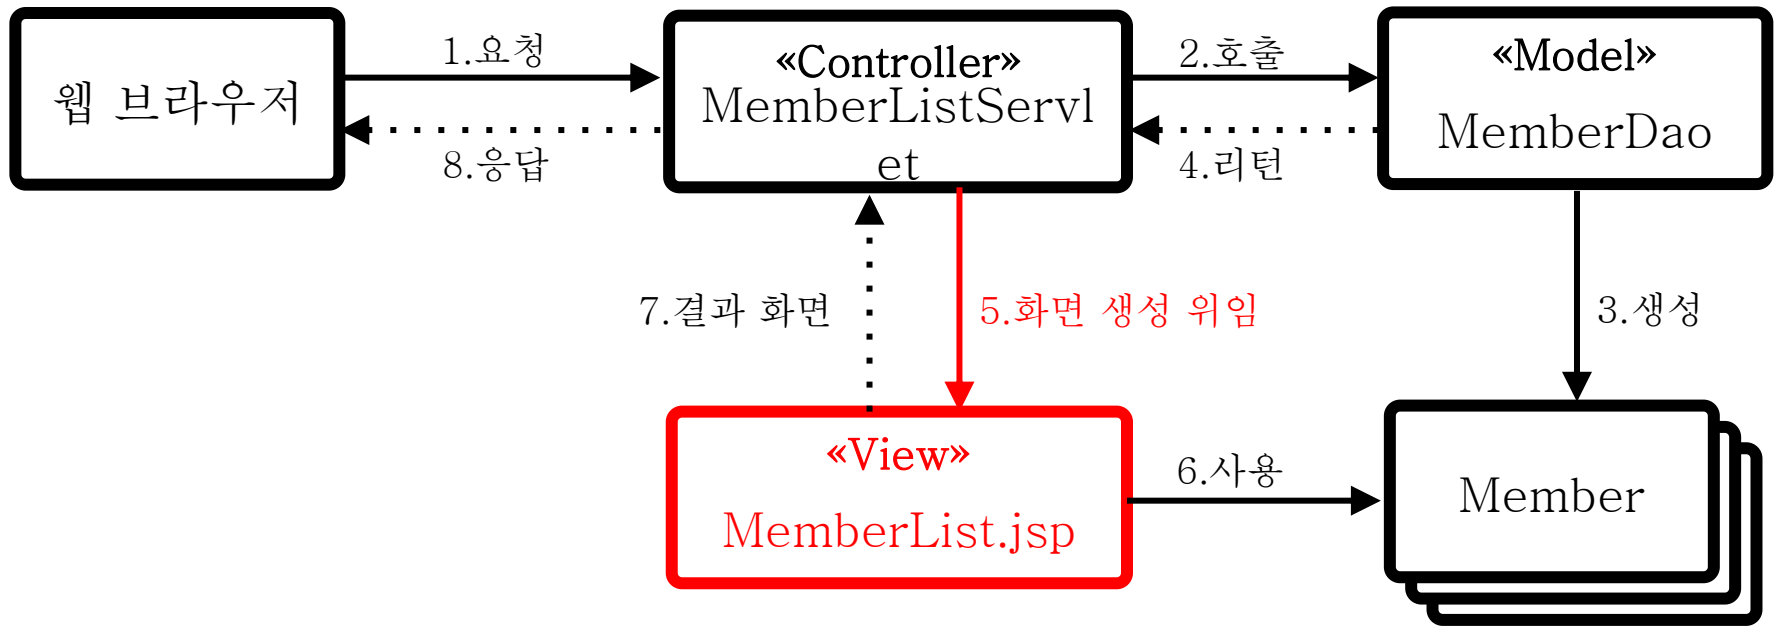 웹 브라우저
1.요청
8.응답
«Controller»
MemberListServl
et
2.호출
4.리턴
«Model»
MemberDao
7.결과 화면
5.화면 생성 위임
3.생성
«View»
MemberList.jsp
6.사용
Member